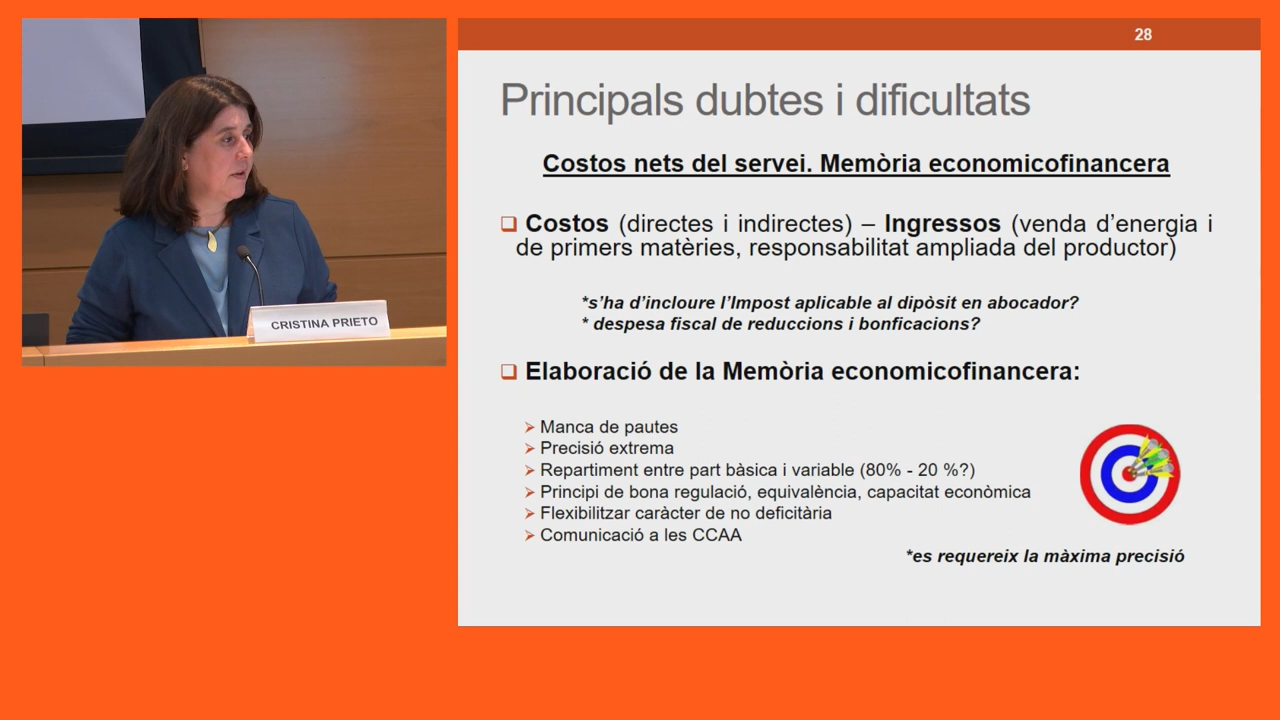 28
Principals dubtes i dificultats
Costos nets del servei. Memòria economicofinancera
Costos (directes i indirectes) – Ingressos (venda d’energia i
de primers matèries, responsabilitat ampliada del productor)
*s’ha d’incloure l’Impost aplicable al dipòsit en abocador?
* despesa fiscal de reduccions i bonificacions?
Elaboració de la Memòria economicofinancera:
Manca de pautes
Precisió extrema
Repartiment entre part bàsica i variable (80% - 20 %?)
Principi de bona regulació, equivalència, capacitat econòmica
Flexibilitzar caràcter de no deficitària
Comunicació a les CCAA
*es requereix la màxima precisió
CRISTINA PRIETO